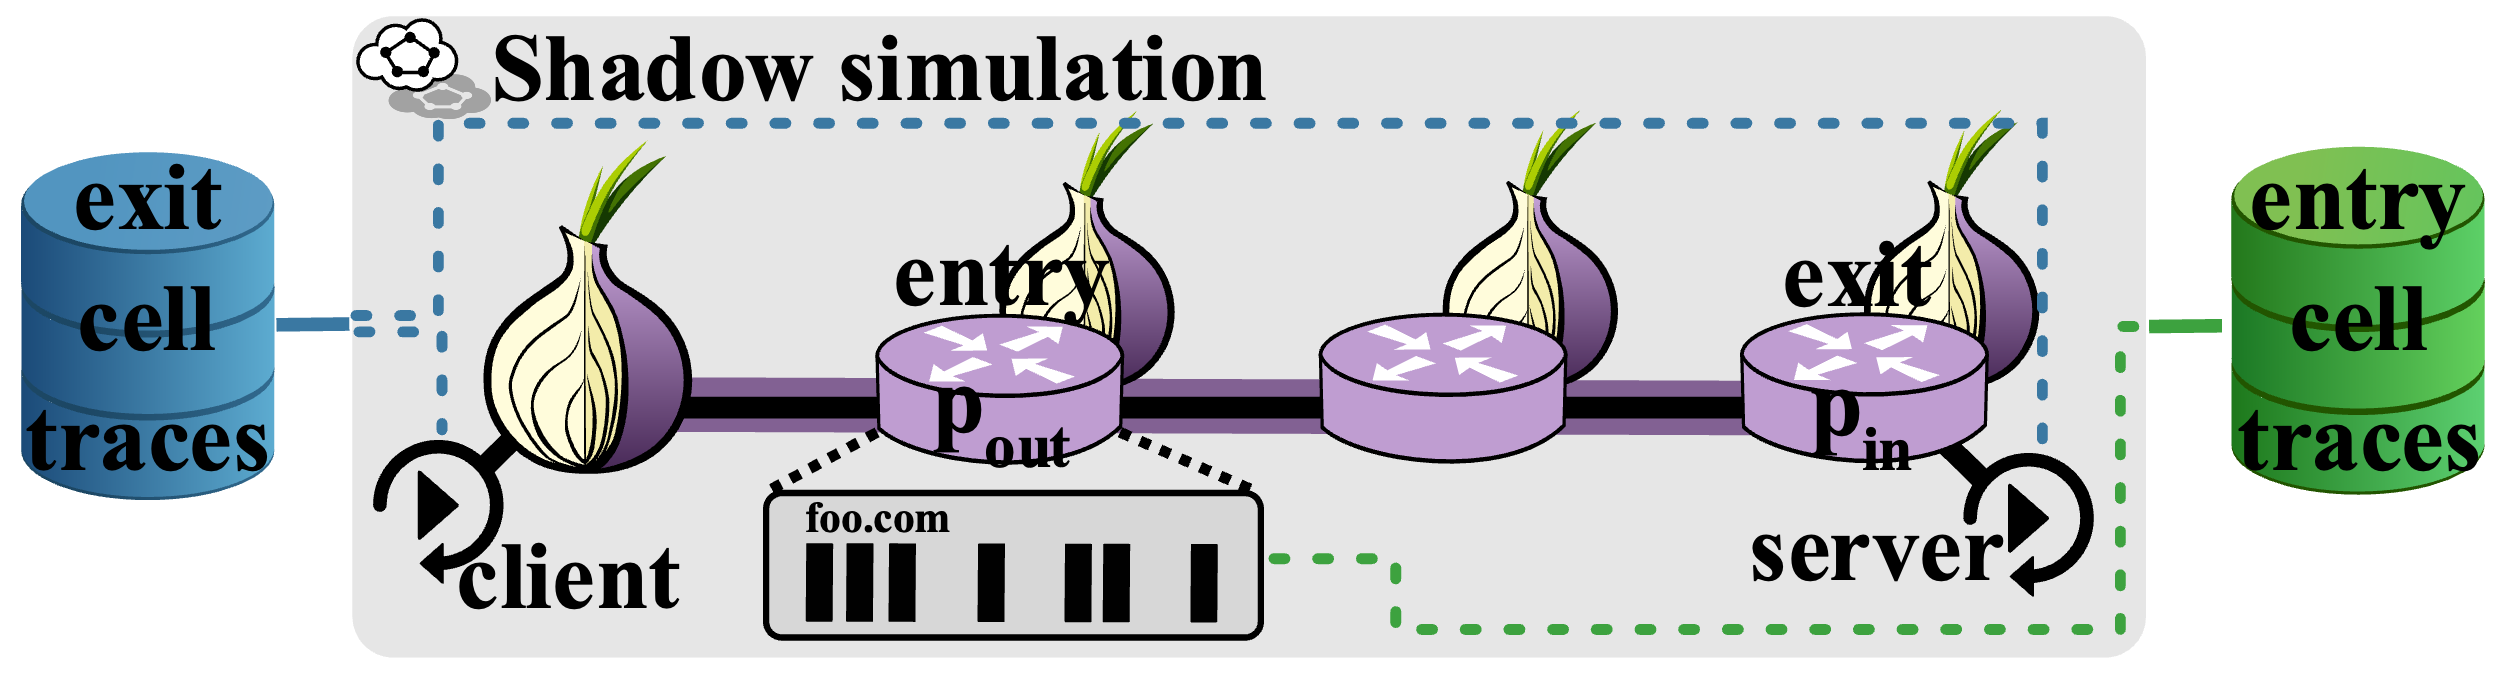 Shadow simulation
exit
cell
traces
entry
exit
entry
cell
traces
p out
p in
foo.com
client
server